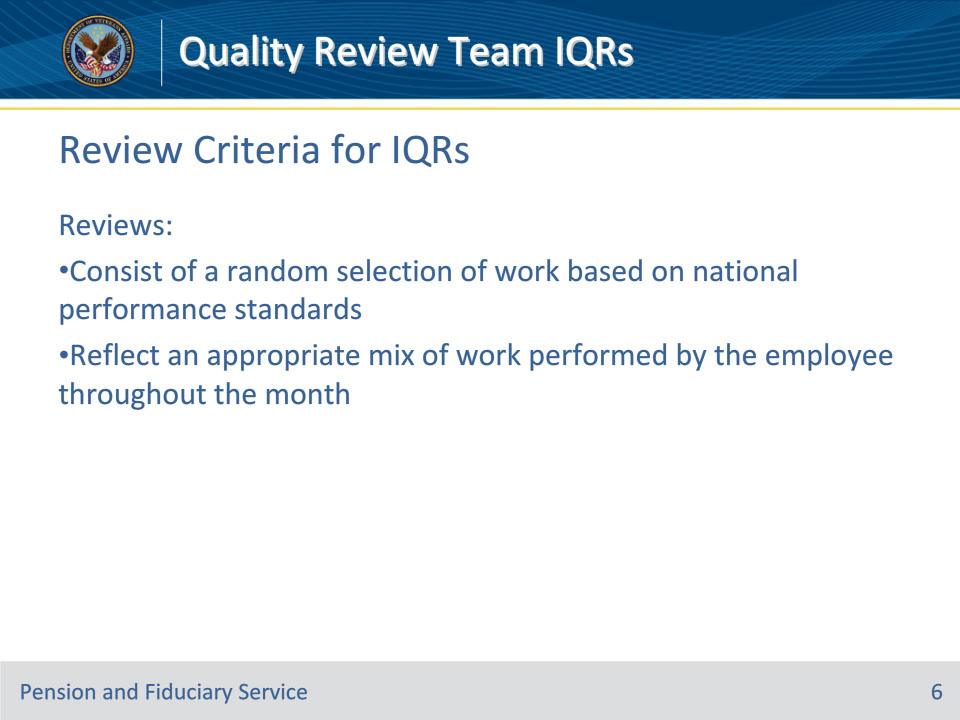 Quality Review Team IQRs
Review Criteria for IQRs
Reviews:
•Consist of a random selection of work based on national
performance standards
•Reflect an appropriate mix of work performed by the employee
throughout the month
Pension and Fiduciary Service
6